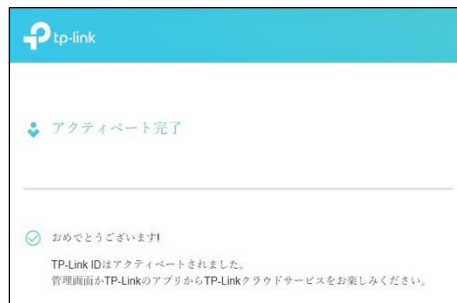 tp-link
アクティベート完了
おめでとうございます!
TP-Link IDはアクティベートされました。
管理画面かTP-LinkのアプリからTP-Linkクラウドサービスをお楽しみください。